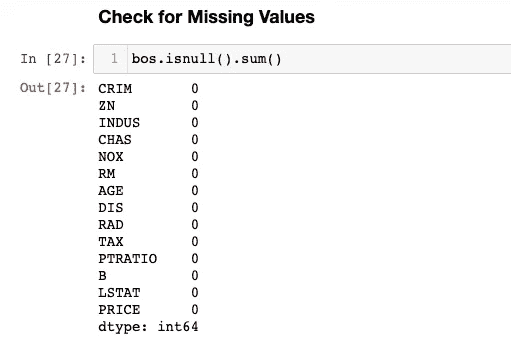 Check for Missing Values
In [27]: 1 bos.isnull().sum()
Out[27]: CRIM 0
ZN 0
INDUS 0
CHAS 0
NOX 0
RM 0
AGE 0
DIS 0
RAD 0
TAX 0
PTRATIO 0
B 0
LSTAT 0
PRICE 0
dtype: int64